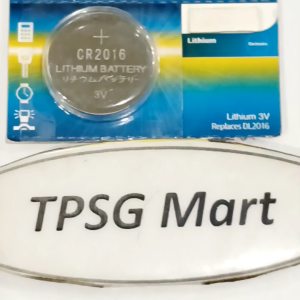 +
CR2016
LITHIUM BATTERY
リチウムバッテリー
3V
Lithium
Lithium 3V
Replaces DL2016
TPSG Mart